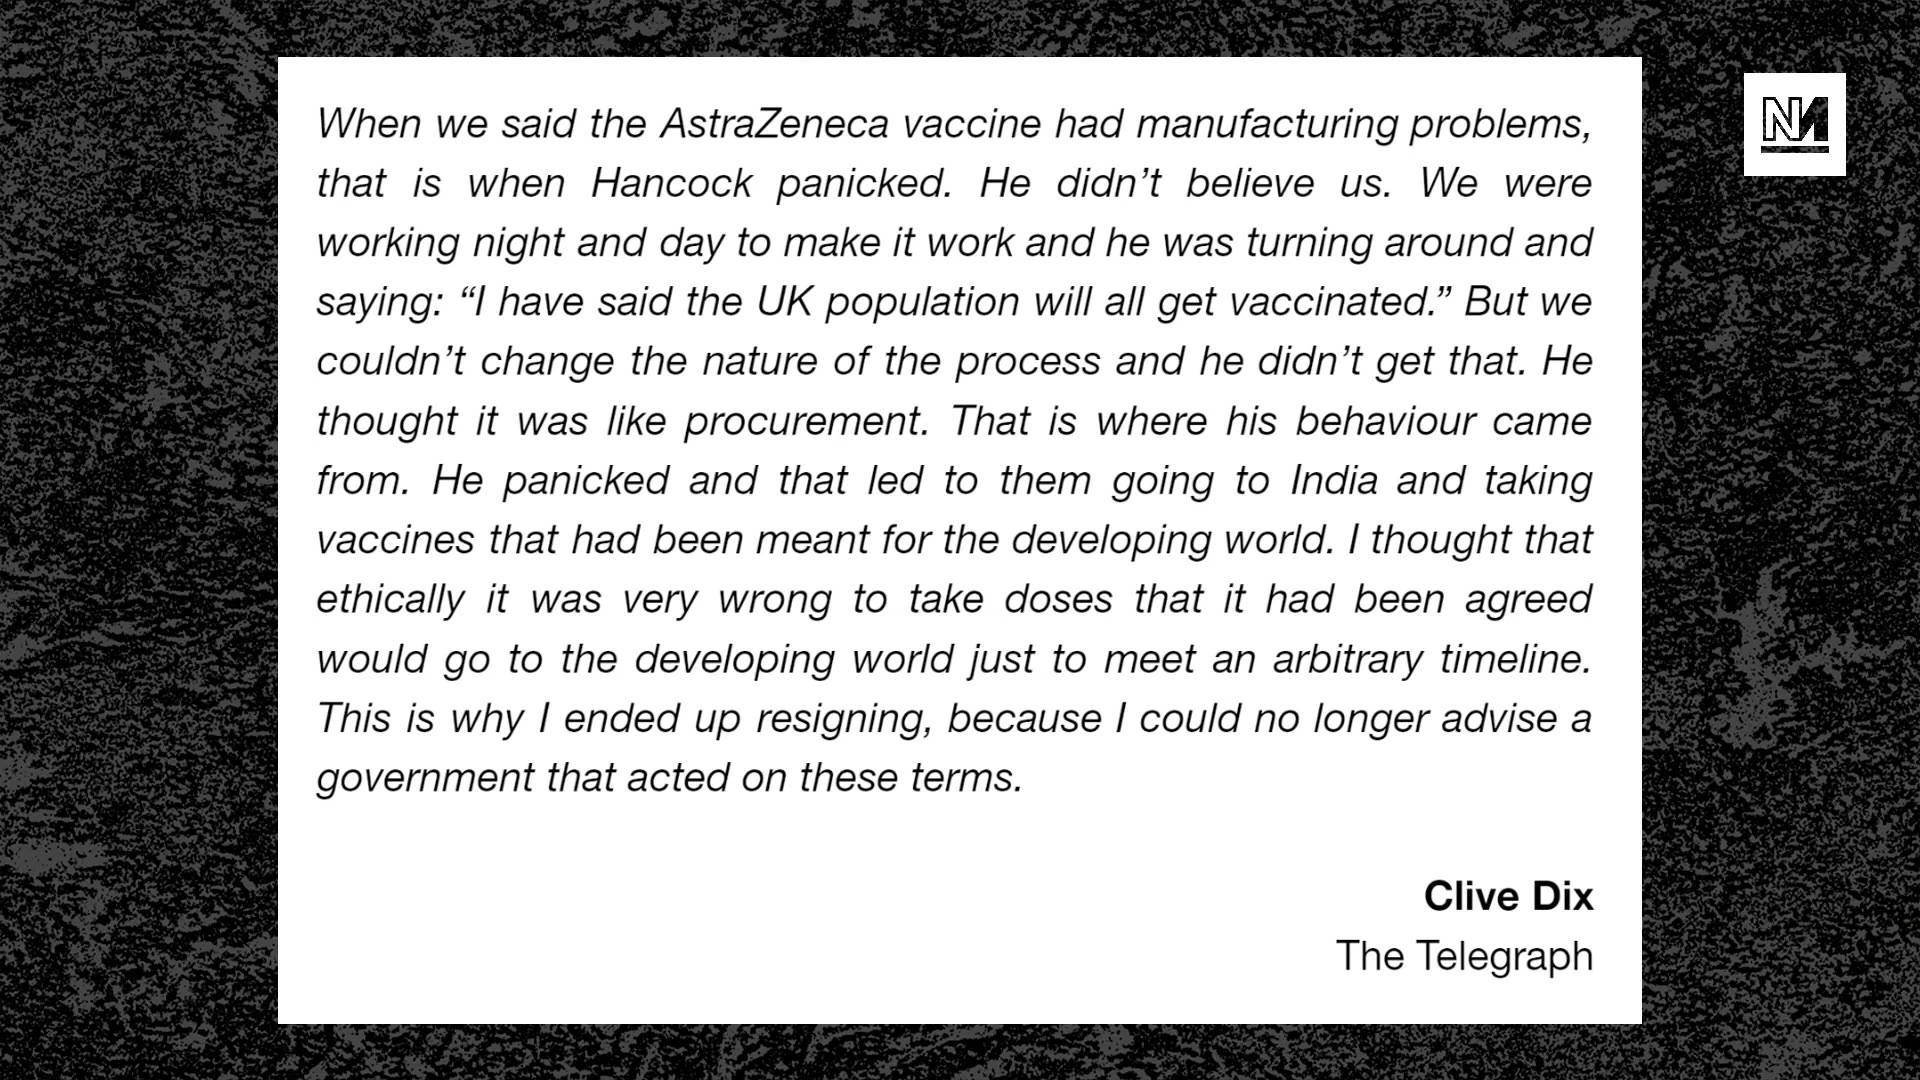 When we said the AstraZeneca vaccine had manufacturing problems,
that is when Hancock panicked. He didn’t believe us. We were
working night and day to make it work and he was turning around and
saying: “I have said the UK population will all get vaccinated.” But we
couldn’t change the nature of the process and he didn’t get that. He
thought it was like procurement. That is where his behaviour came
from. He panicked and that led to them going to India and taking
vaccines that had been meant for the developing world. I thought that
ethically it was very wrong to take doses that it had been agreed
would go to the developing world just to meet an arbitrary timeline.
This is why I ended up resigning, because I could no longer advise a
government that acted on these terms.
Clive Dix
The Telegraph
NM